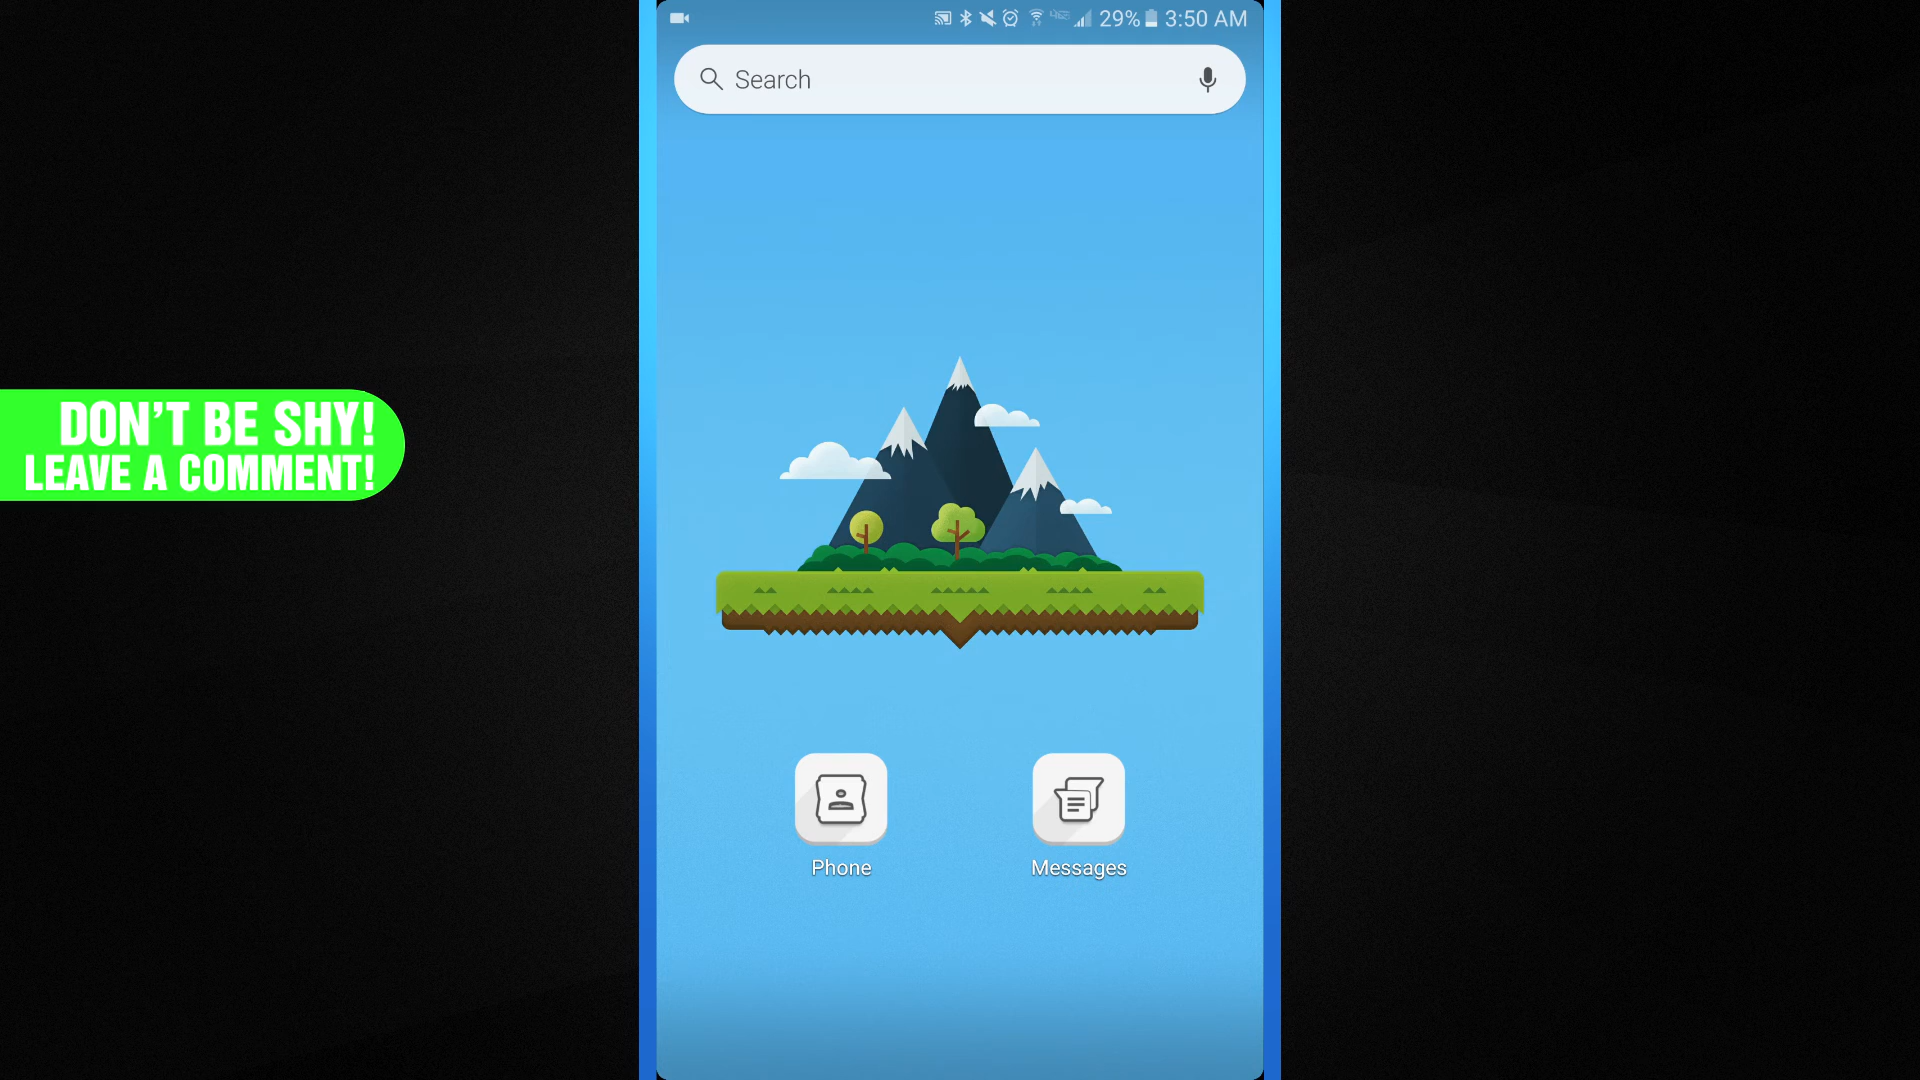 29% 3:50 AM
Search
DON'T BE SHY!
LEAVE A COMMENT!
Phone
Messages